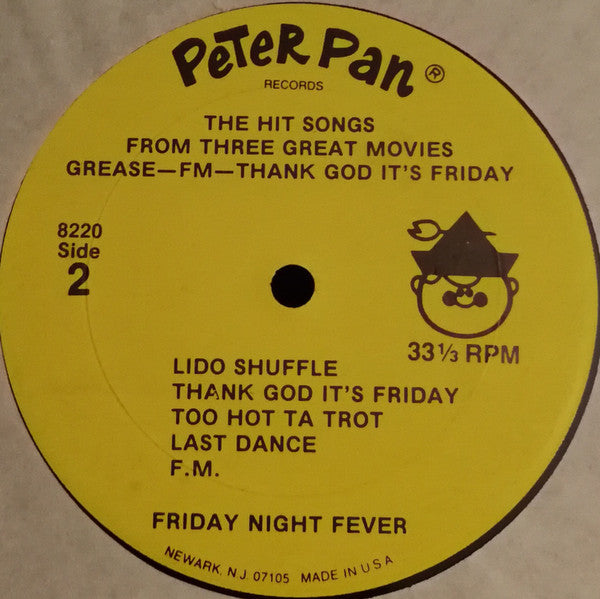 PETER PAN ®
RECORDS
THE HIT SONGS
FROM THREE GREAT MOVIES
GREASE—FM—THANK GOD IT'S FRIDAY
8220
Side
2
33 1/3 RPM
LIDO SHUFFLE
THANK GOD IT'S FRIDAY
TOO HOT TA TROT
LAST DANCE
F.M.
FRIDAY NIGHT FEVER
NEWARK, N.J. 07105 MADE IN U S A